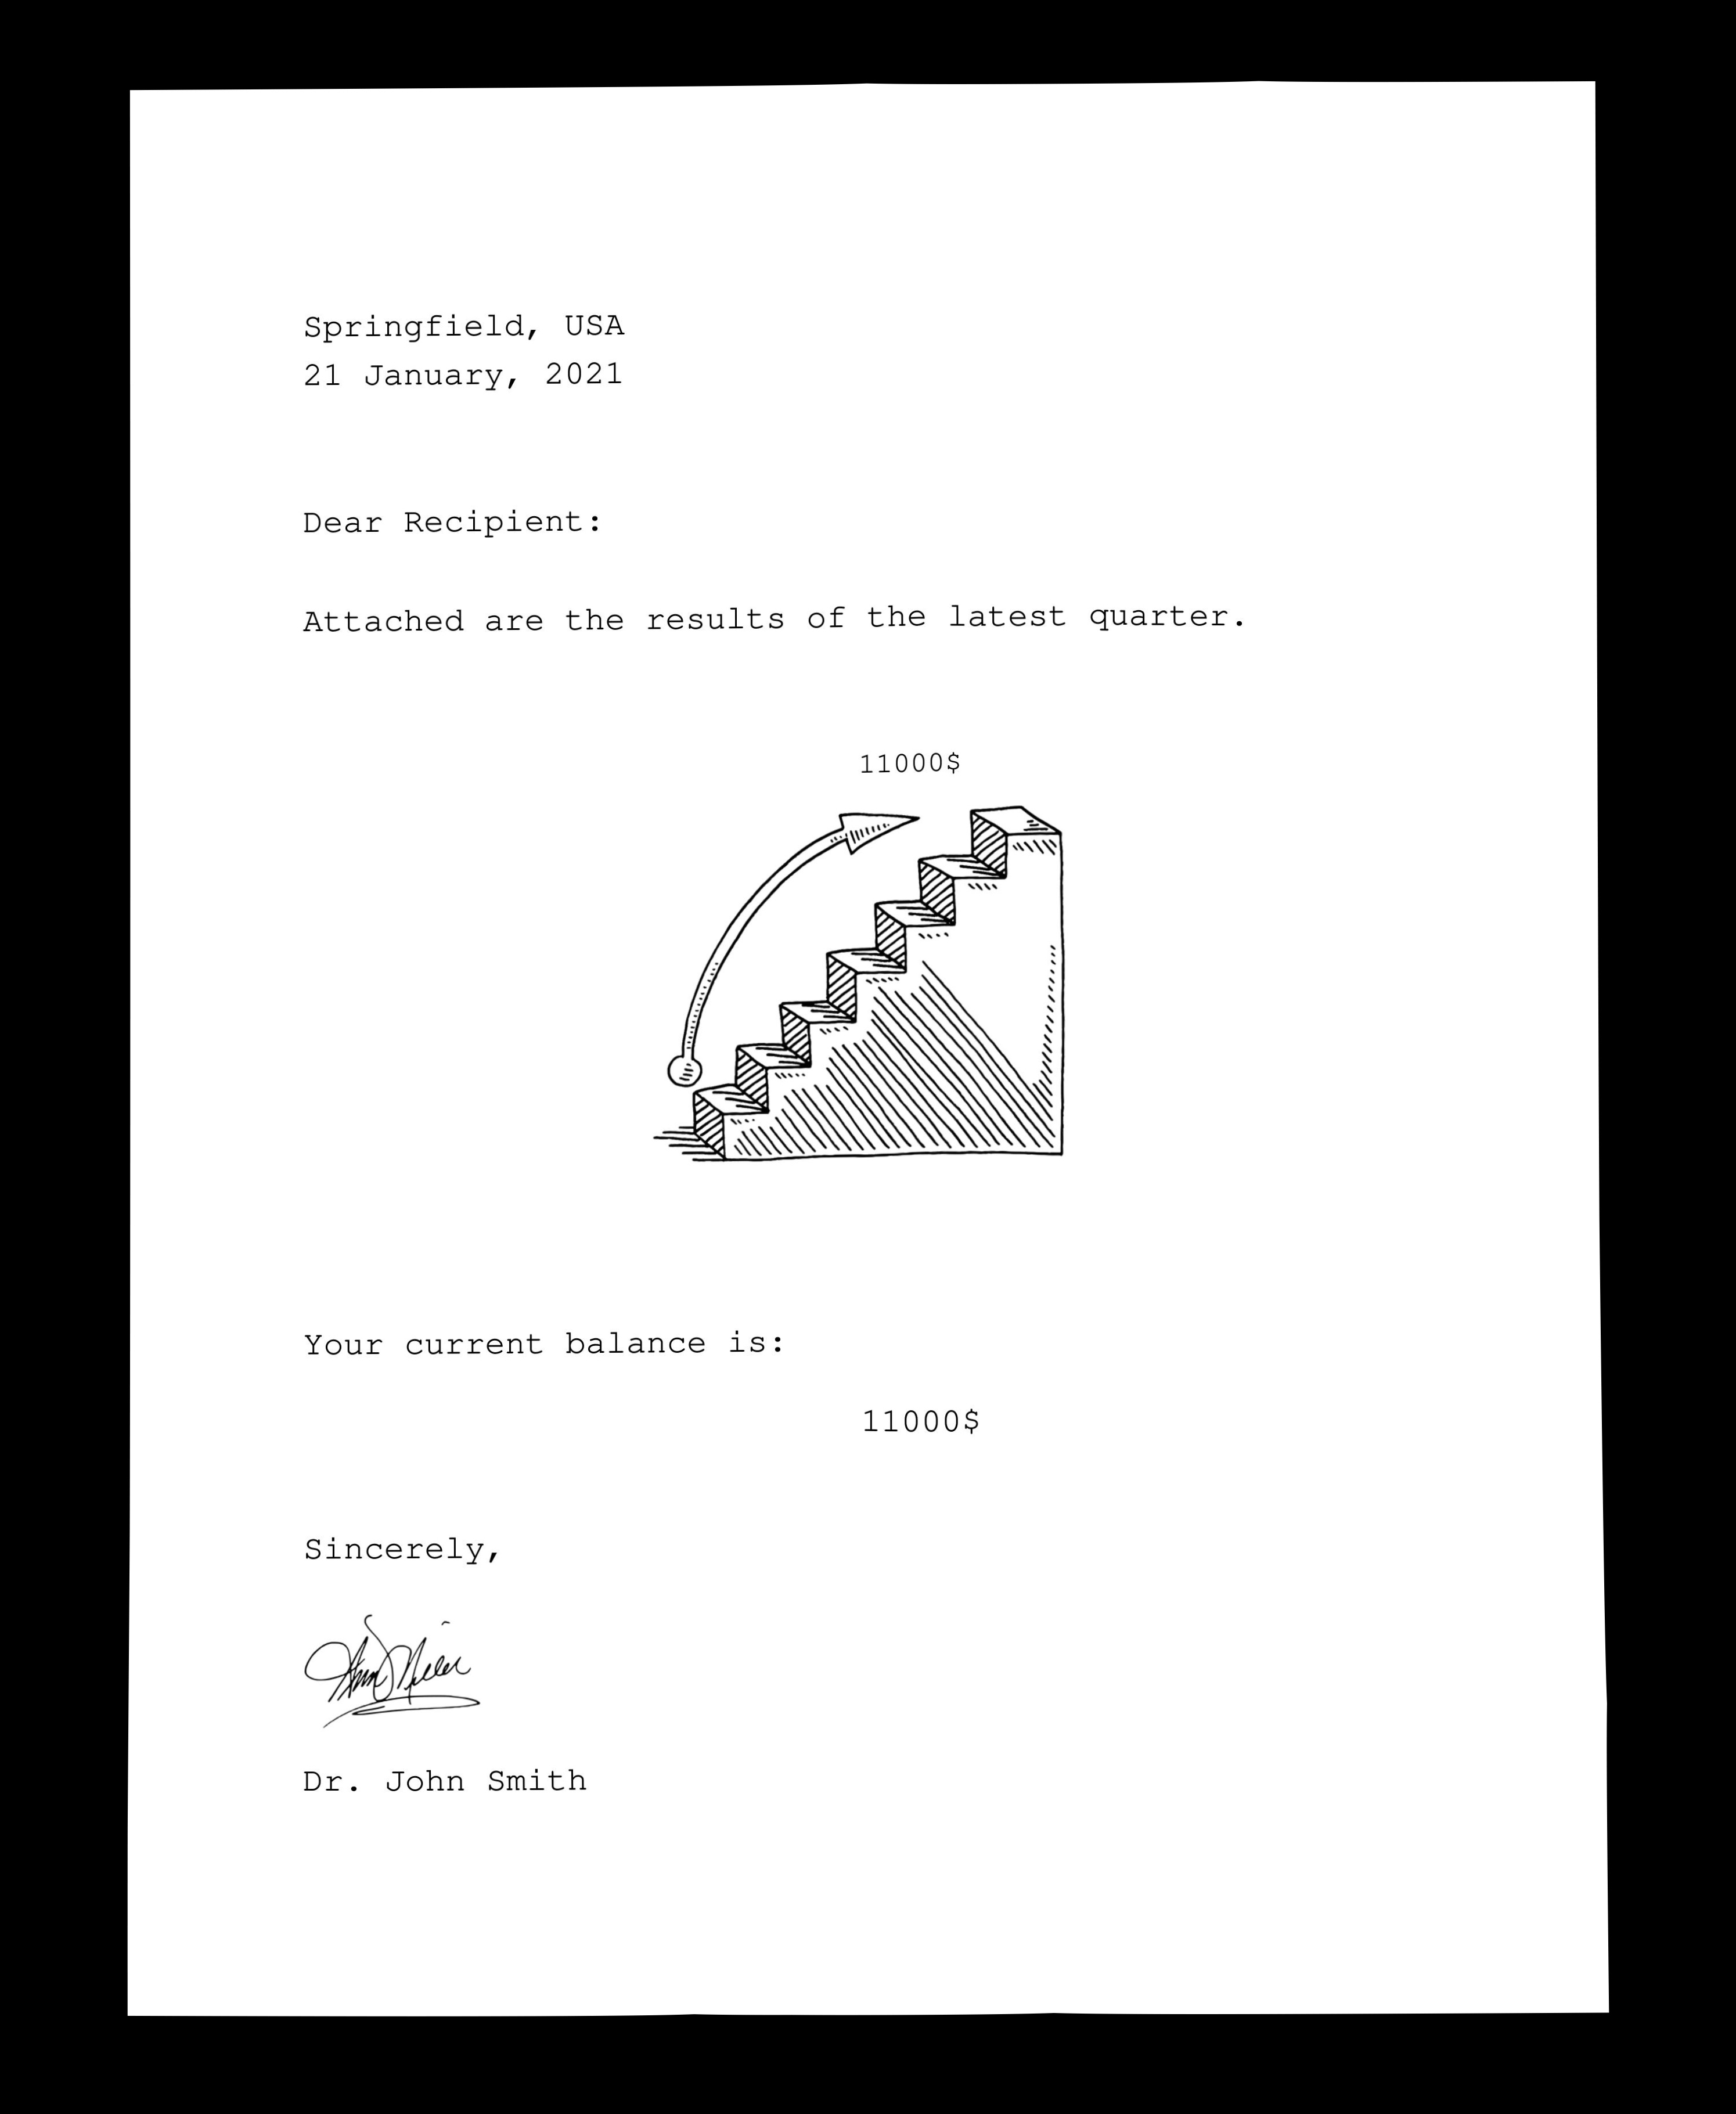 Springfield, USA
21 January, 2021
Dear Recipient:
Attached are the results of the latest quarter.
11000$
Your current balance is:
11000$
Sincerely,
Dr. John Smith